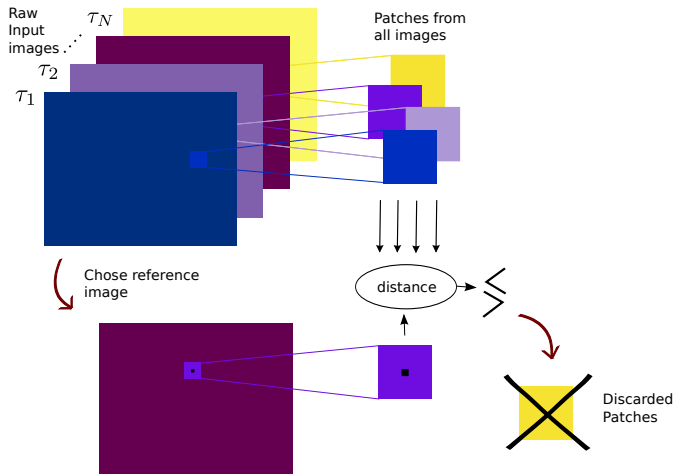 Raw
Input
images
τN
τ2
τ1
Patches from
all images
Chose reference
image
distance
Discarded
Patches